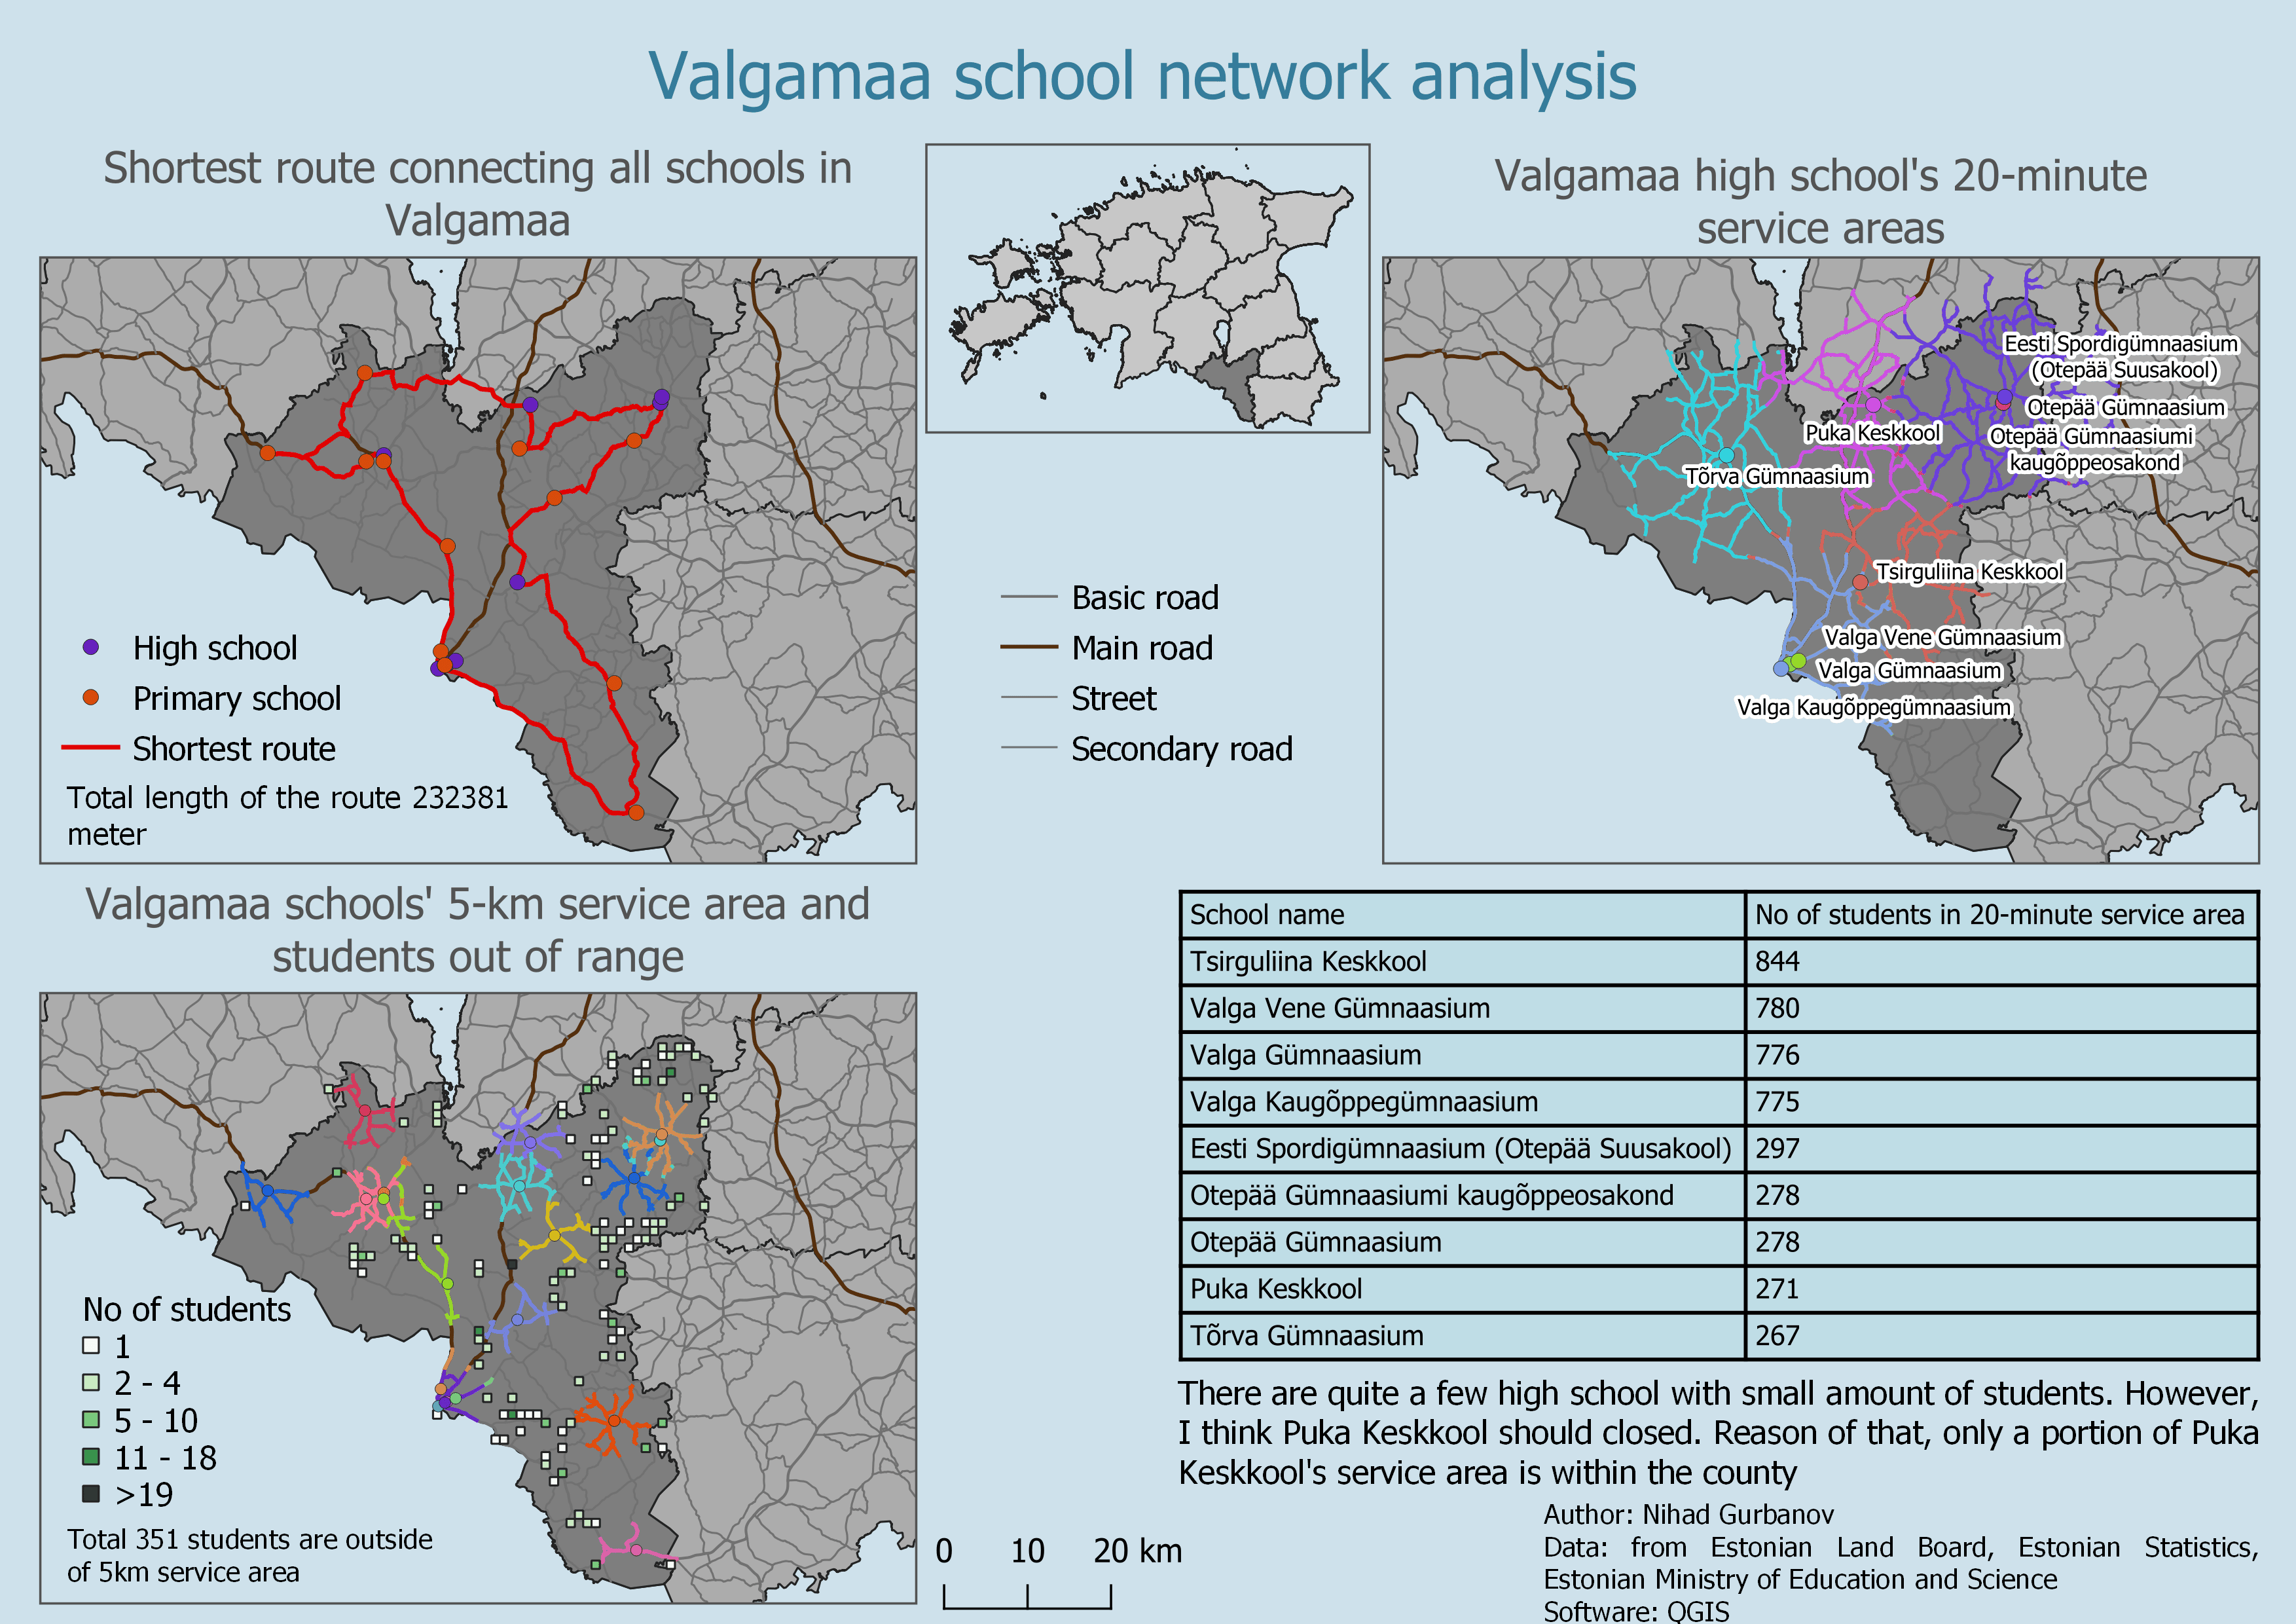 Valgamaa school network analysis
Shortest route connecting all schools in
Valgamaa
High school
Primary school
Shortest route
Total length of the route 232381
meter
Basic road
Main road
Street
Secondary road
Valgamaa high school's 20-minute
service areas
Eesti Spordigümnaasium
(Otepää Suusakool)
Otepää Gümnaasium
Otepää Gümnaasiumi
kaugõppeosakond
Puka Keskkool
Tõrva Gümnaasium
Tsirguliina Keskkool
Valga Vene Gümnaasium
Valga Gümnaasium
Valga Kaugõppegümnaasium
Valgamaa schools' 5-km service area and
students out of range
No of students
1
2 - 4
5 - 10
11 - 18
>19
Total 351 students are outside
of 5km service area
0 10 20 km
School name No of students in 20-minute service area
Tsirguliina Keskkool 844
Valga Vene Gümnaasium 780
Valga Gümnaasium 776
Valga Kaugõppegümnaasium 775
Eesti Spordigümnaasium (Otepää Suusakool) 297
Otepää Gümnaasiumi kaugõppeosakond 278
Otepää Gümnaasium 278
Puka Keskkool 271
Tõrva Gümnaasium 267
There are quite a few high school with small amount of students. However,
I think Puka Keskkool should closed. Reason of that, only a portion of Puka
Keskkool's service area is within the county
Author: Nihad Gurbanov
Data: from Estonian Land Board, Estonian Statistics,
Estonian Ministry of Education and Science
Software: QGIS